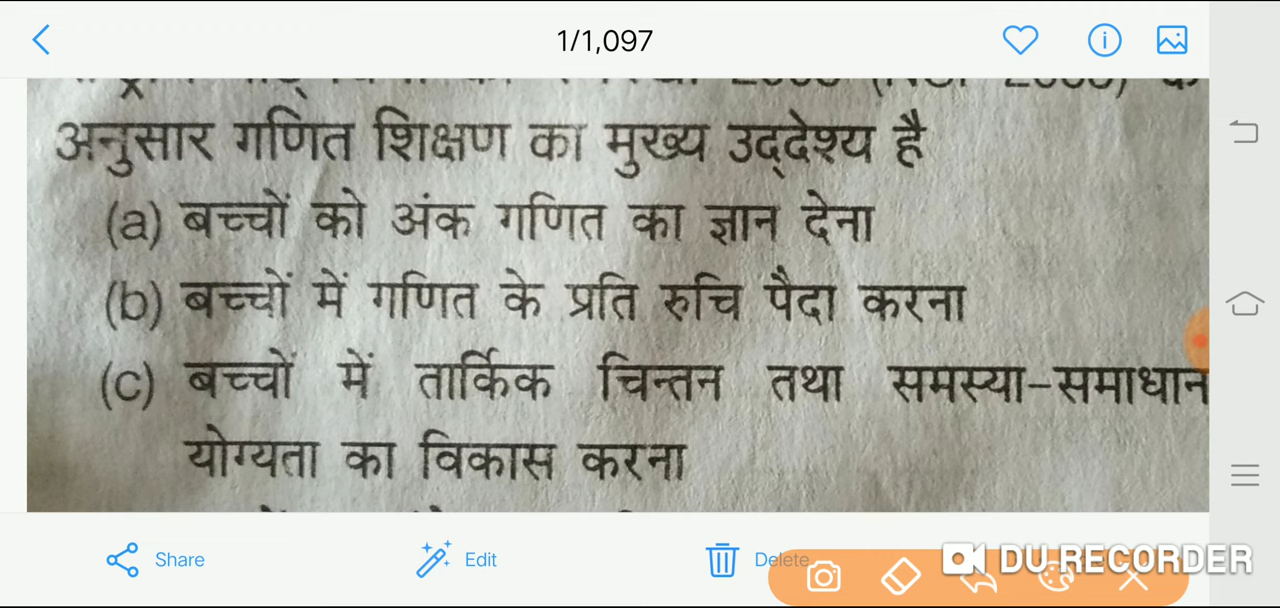 1/1,097
अनुसार गणित शिक्षण का मुख्य उद्देश्य है
(a) बच्चों को अंक गणित का ज्ञान देना
(b) बच्चों में गणित के प्रति रुचि पैदा करना
(c) बच्चों में तार्किक चिन्तन तथा समस्या-समाधान
योग्यता का विकास करना
Share Edit Delete
DU RECORDER